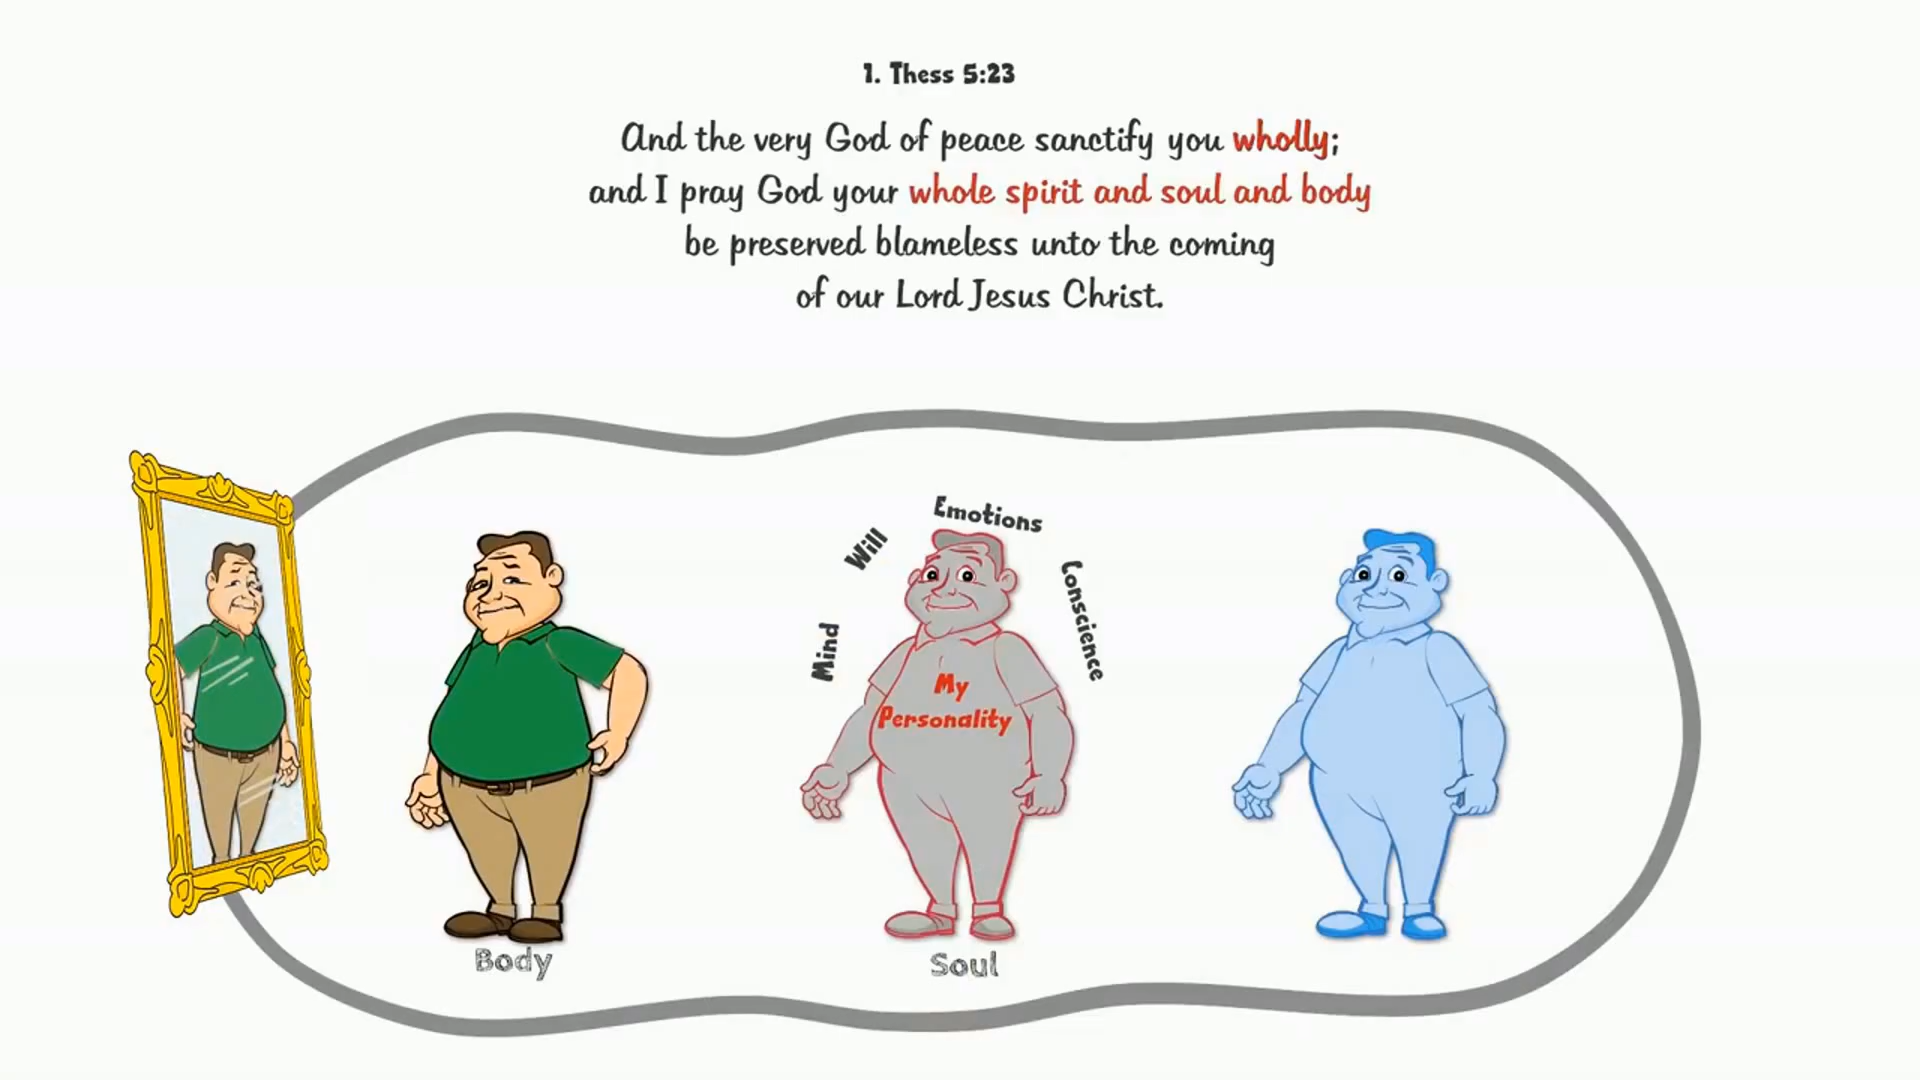 1. Thess 5:23
And the very God of peace sanctify you wholly;
and I pray God your whole spirit and soul and body
be preserved blameless unto the coming
of our Lord Jesus Christ.
Mind
Will
Emotions
Conscience
My
Personality
Body
Soul